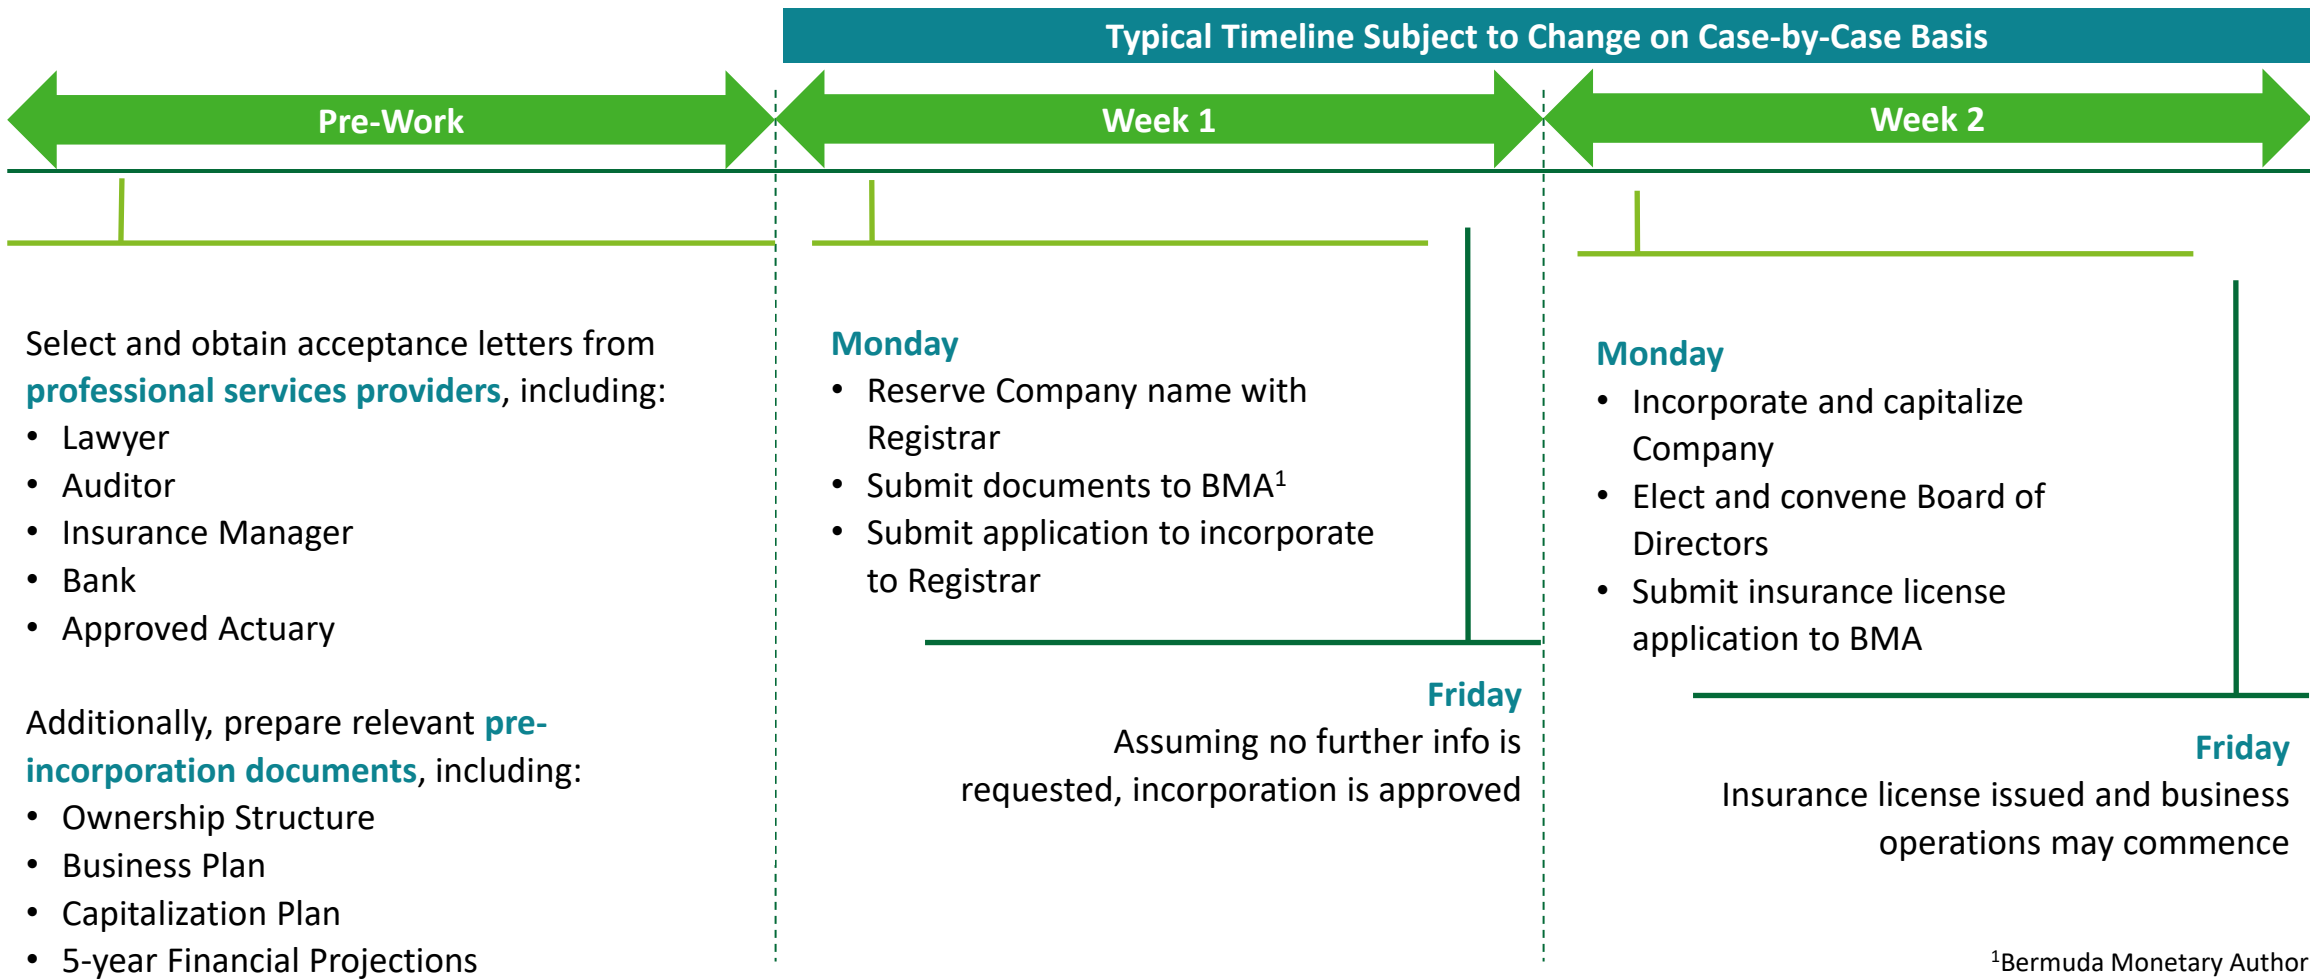 Typical Timeline Subject to Change on Case-by-Case Basis
Pre-Work
Week 1
Week 2
Select and obtain acceptance letters from
professional services providers, including:
• Lawyer
• Auditor
• Insurance Manager
• Bank
• Approved Actuary
Additionally, prepare relevant pre-
incorporation documents, including:
• Ownership Structure
• Business Plan
• Capitalization Plan
• 5-year Financial Projections
Monday
• Reserve Company name with
Registrar
• Submit documents to BMA¹
• Submit application to incorporate
to Registrar
Friday
Assuming no further info is
requested, incorporation is approved
Monday
• Incorporate and capitalize
Company
• Elect and convene Board of
Directors
• Submit insurance license
application to BMA
Friday
Insurance license issued and business
operations may commence
¹Bermuda Monetary Author